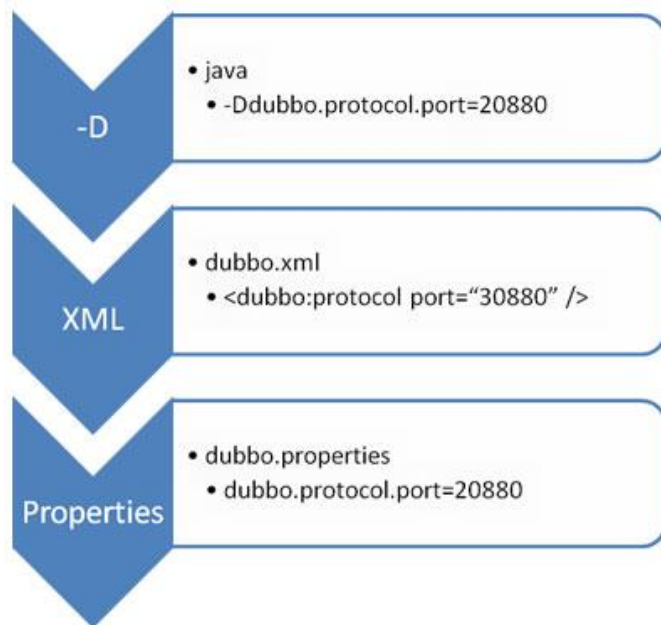 -D
• java
• -Ddubbo.protocol.port=20880
XML
• dubbo.xml
• <dubbo:protocol port=“30880” />
Properties
• dubbo.properties
• dubbo.protocol.port=20880